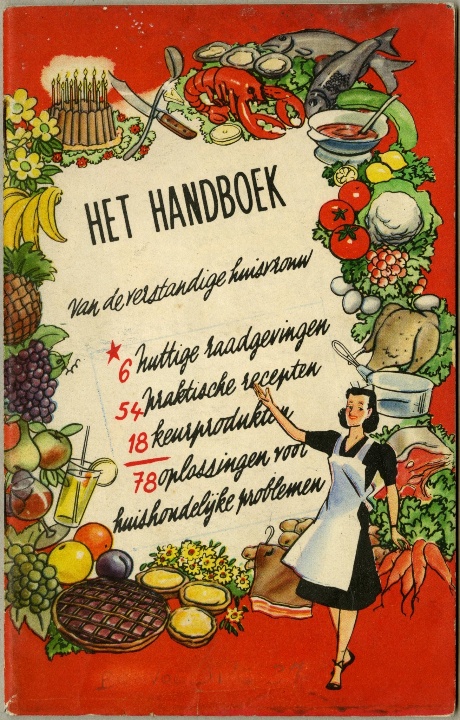 HET HANDBOEK
van de verstandige huisvrouw
6 nuttige raadgevingen
54 praktische recepten
18 keurprodukten
78 oplossingen voor
huishoudelijke problemen